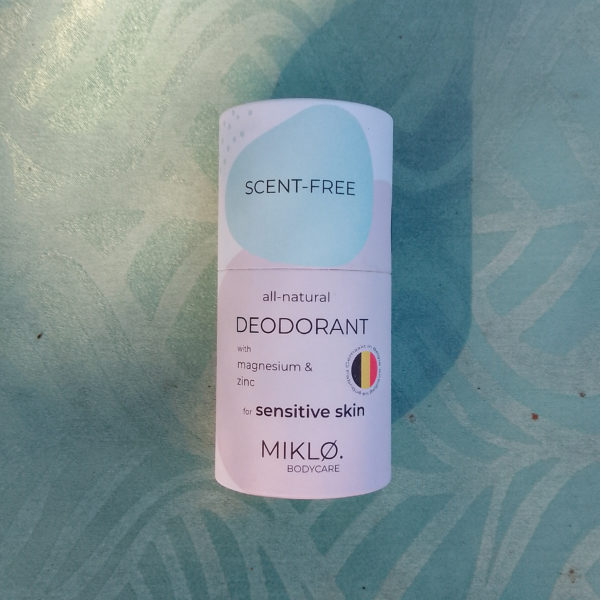 SCENT-FREE
all-natural
DEODORANT
with
magnesium &
zinc
for sensitive skin
MIKLØ.
BODYCARE